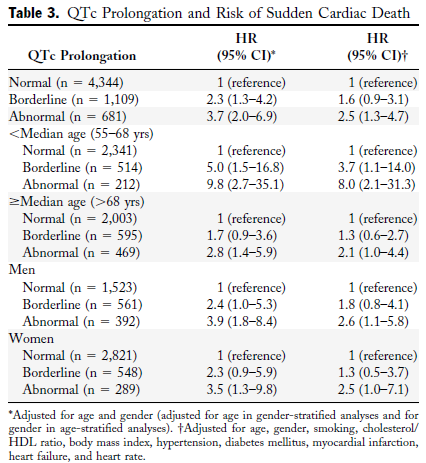 Table 3. QTc Prolongation and Risk of Sudden Cardiac Death
QTc Prolongation HR (95% CI)* HR (95% CI)†
Normal (n = 4,344) 1 (reference) 1 (reference)
Borderline (n = 1,109) 2.3 (1.3–4.2) 1.6 (0.9–3.1)
Abnormal (n = 681) 3.7 (2.0–6.9) 2.5 (1.3–4.7)
<Median age (55–68 yrs)
Normal (n = 2,341) 1 (reference) 1 (reference)
Borderline (n = 514) 5.0 (1.5–16.8) 3.7 (1.1–14.0)
Abnormal (n = 212) 9.8 (2.7–35.1) 8.0 (2.1–31.3)
≥Median age (>68 yrs)
Normal (n = 2,003) 1 (reference) 1 (reference)
Borderline (n = 595) 1.7 (0.9–3.6) 1.3 (0.6–2.7)
Abnormal (n = 469) 2.8 (1.4–5.9) 2.1 (1.0–4.4)
Men
Normal (n = 1,523) 1 (reference) 1 (reference)
Borderline (n = 561) 2.4 (1.0–5.3) 1.8 (0.8–4.1)
Abnormal (n = 392) 3.9 (1.8–8.4) 2.6 (1.1–5.8)
Women
Normal (n = 2,821) 1 (reference) 1 (reference)
Borderline (n = 548) 2.3 (0.9–5.9) 1.3 (0.5–3.7)
Abnormal (n = 289) 3.5 (1.3–9.8) 2.5 (1.0–7.1)
*Adjusted for age and gender (adjusted for age in gender-stratified analyses and for
gender in age-stratified analyses). †Adjusted for age, gender, smoking, cholesterol/
HDL ratio, body mass index, hypertension, diabetes mellitus, myocardial infarction,
heart failure, and heart rate.